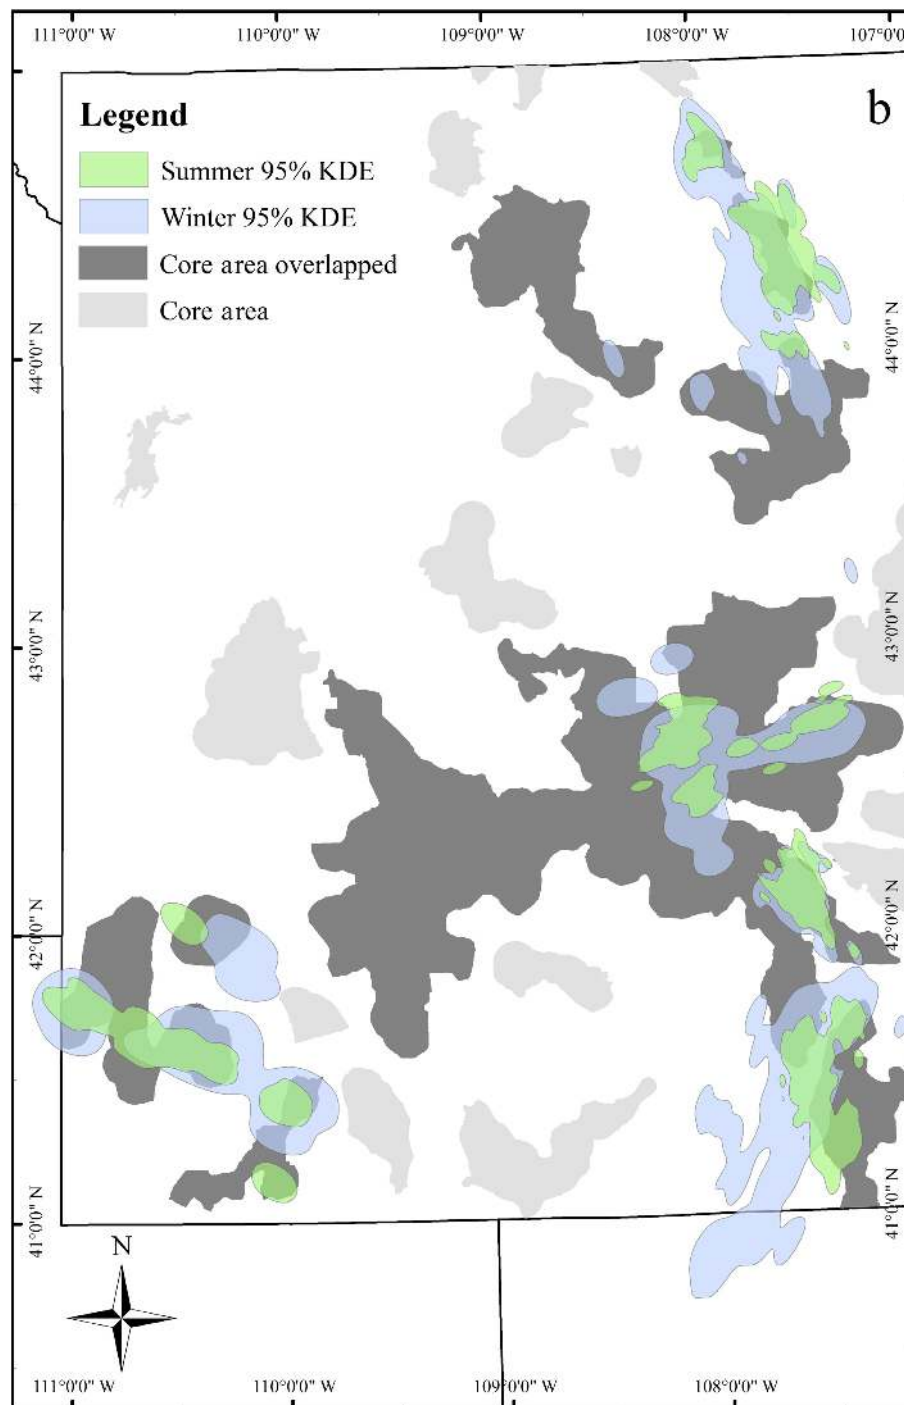 111°0'0" W 110°0'0" W 109°0'0" W 108°0'0" W 107°0'0"
b
Legend
Summer 95% KDE
Winter 95% KDE
Core area overlapped
Core area
44°0'0" N 44°0'0" N
43°0'0" N 43°0'0" N
42°0'0" N 42°0'0" N
41°0'0" N 41°0'0" N
N
111°0'0" W 110°0'0" W 109°0'0" W 108°0'0" W